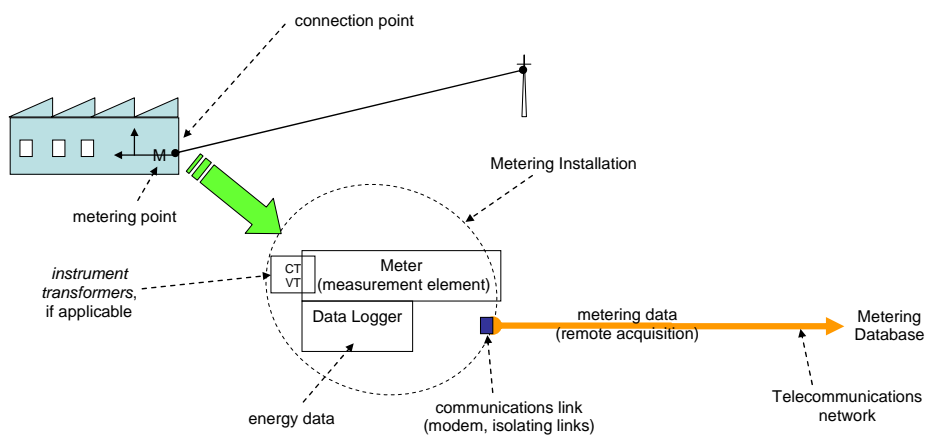 connection point
M
Metering Installation
metering point
instrument
transformers,
if applicable
CT
VT
Meter
(measurement element)
Data Logger
metering data
(remote acquisition)
Metering
Database
energy data
communications link
(modem, isolating links)
Telecommunications
network